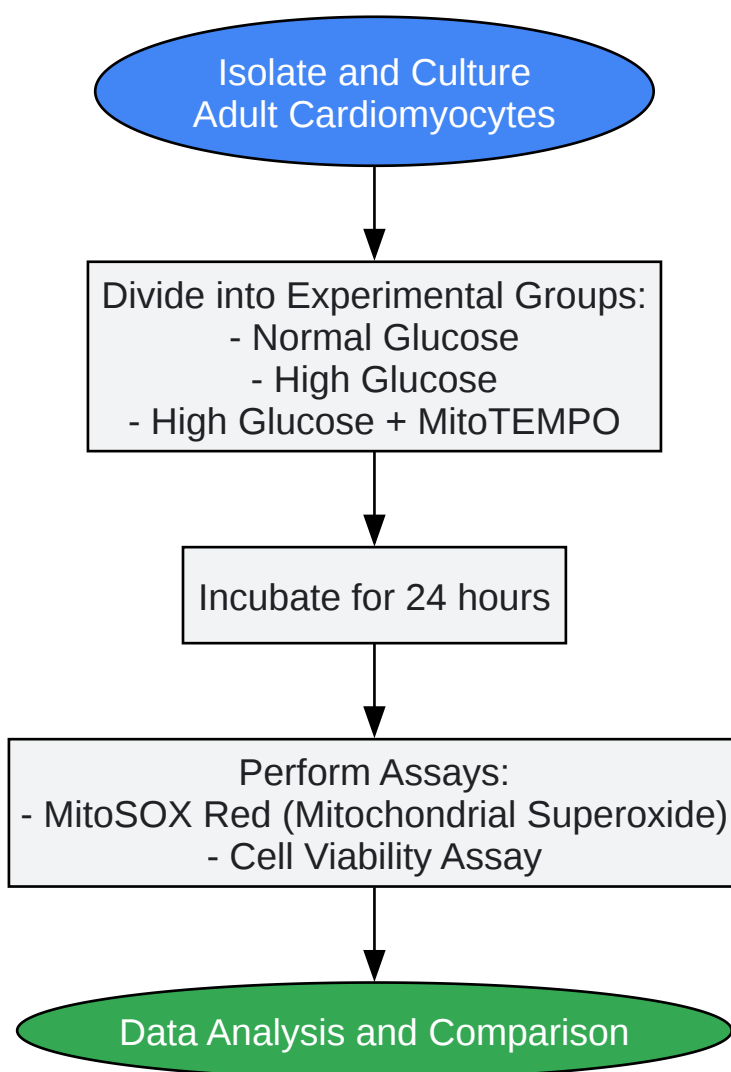 Isolate and Culture
Adult Cardiomyocytes
Divide into Experimental Groups:
- Normal Glucose
- High Glucose
- High Glucose + MitoTEMPO
Incubate for 24 hours
Perform Assays:
- MitoSOX Red (Mitochondrial Superoxide)
- Cell Viability Assay
Data Analysis and Comparison